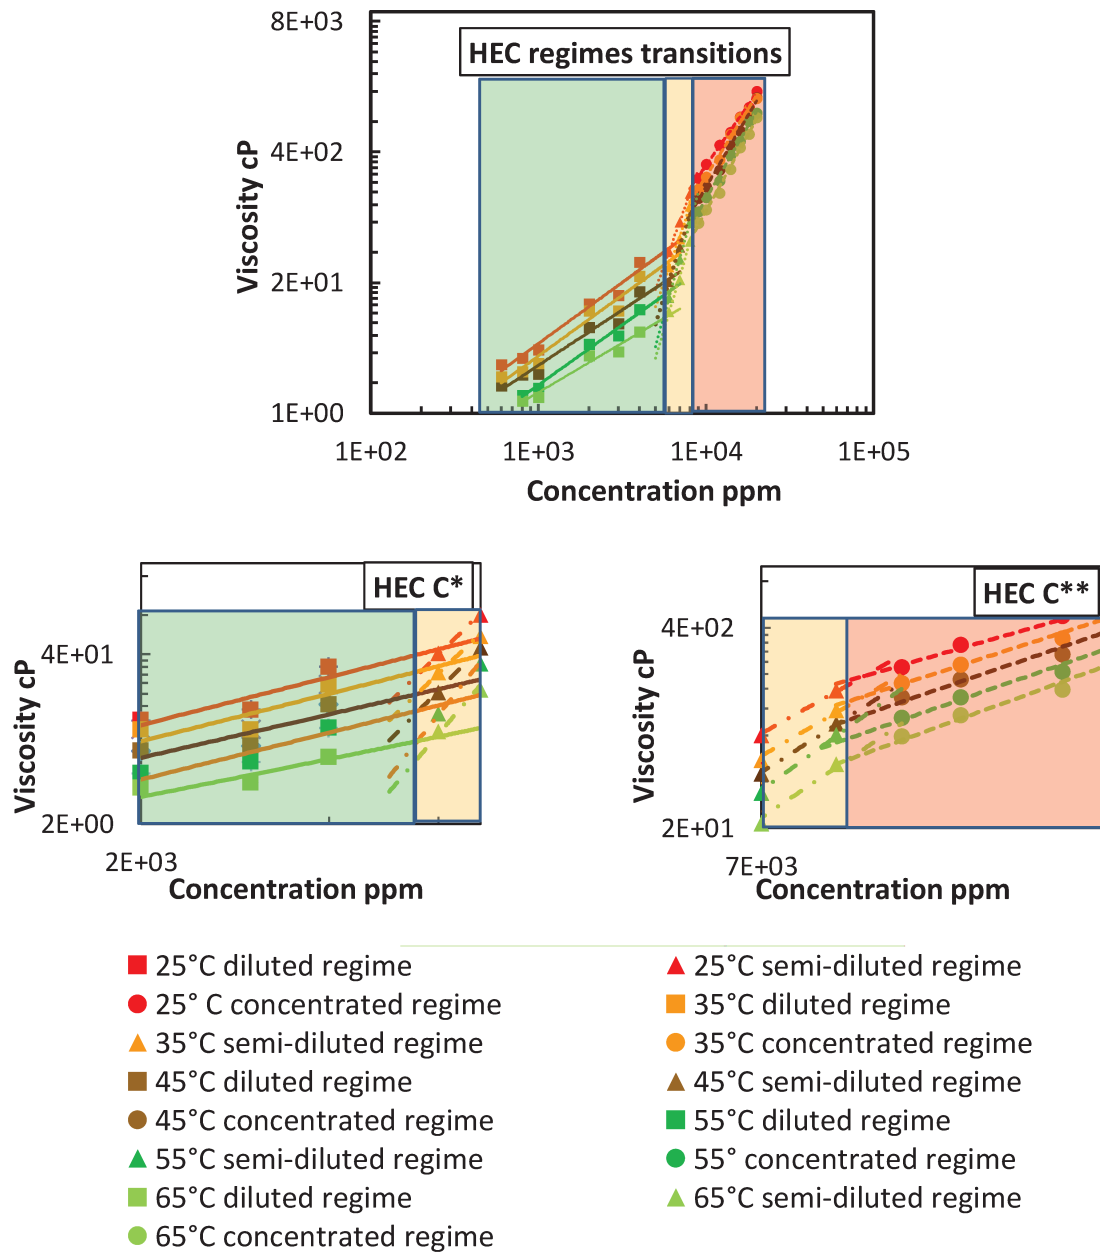 8E+03
HEC regimes transitions
4E+02
Viscosity cP
2E+01
1E+00
1E+02
1E+03
1E+04
1E+05
Concentration ppm
HEC C*
4E+01
Viscosity cP
2E+00
2E+03
Concentration ppm
HEC C**
4E+02
Viscosity cP
2E+01
7E+03
Concentration ppm
25°C diluted regime
25°C semi-diluted regime
25° C concentrated regime
35°C diluted regime
35°C semi-diluted regime
35°C concentrated regime
45°C diluted regime
45°C semi-diluted regime
45°C concentrated regime
55°C diluted regime
55°C semi-diluted regime
55° concentrated regime
65°C diluted regime
65°C semi-diluted regime
65°C concentrated regime